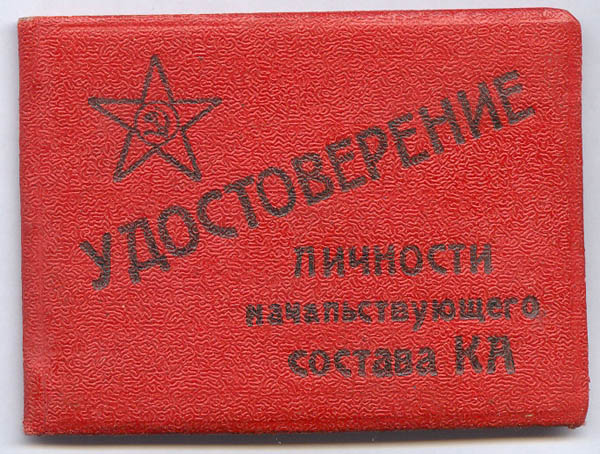 УДОСТОВЕРЕНИЕ
ЛИЧНОСТИ
начальствующего
состава КА